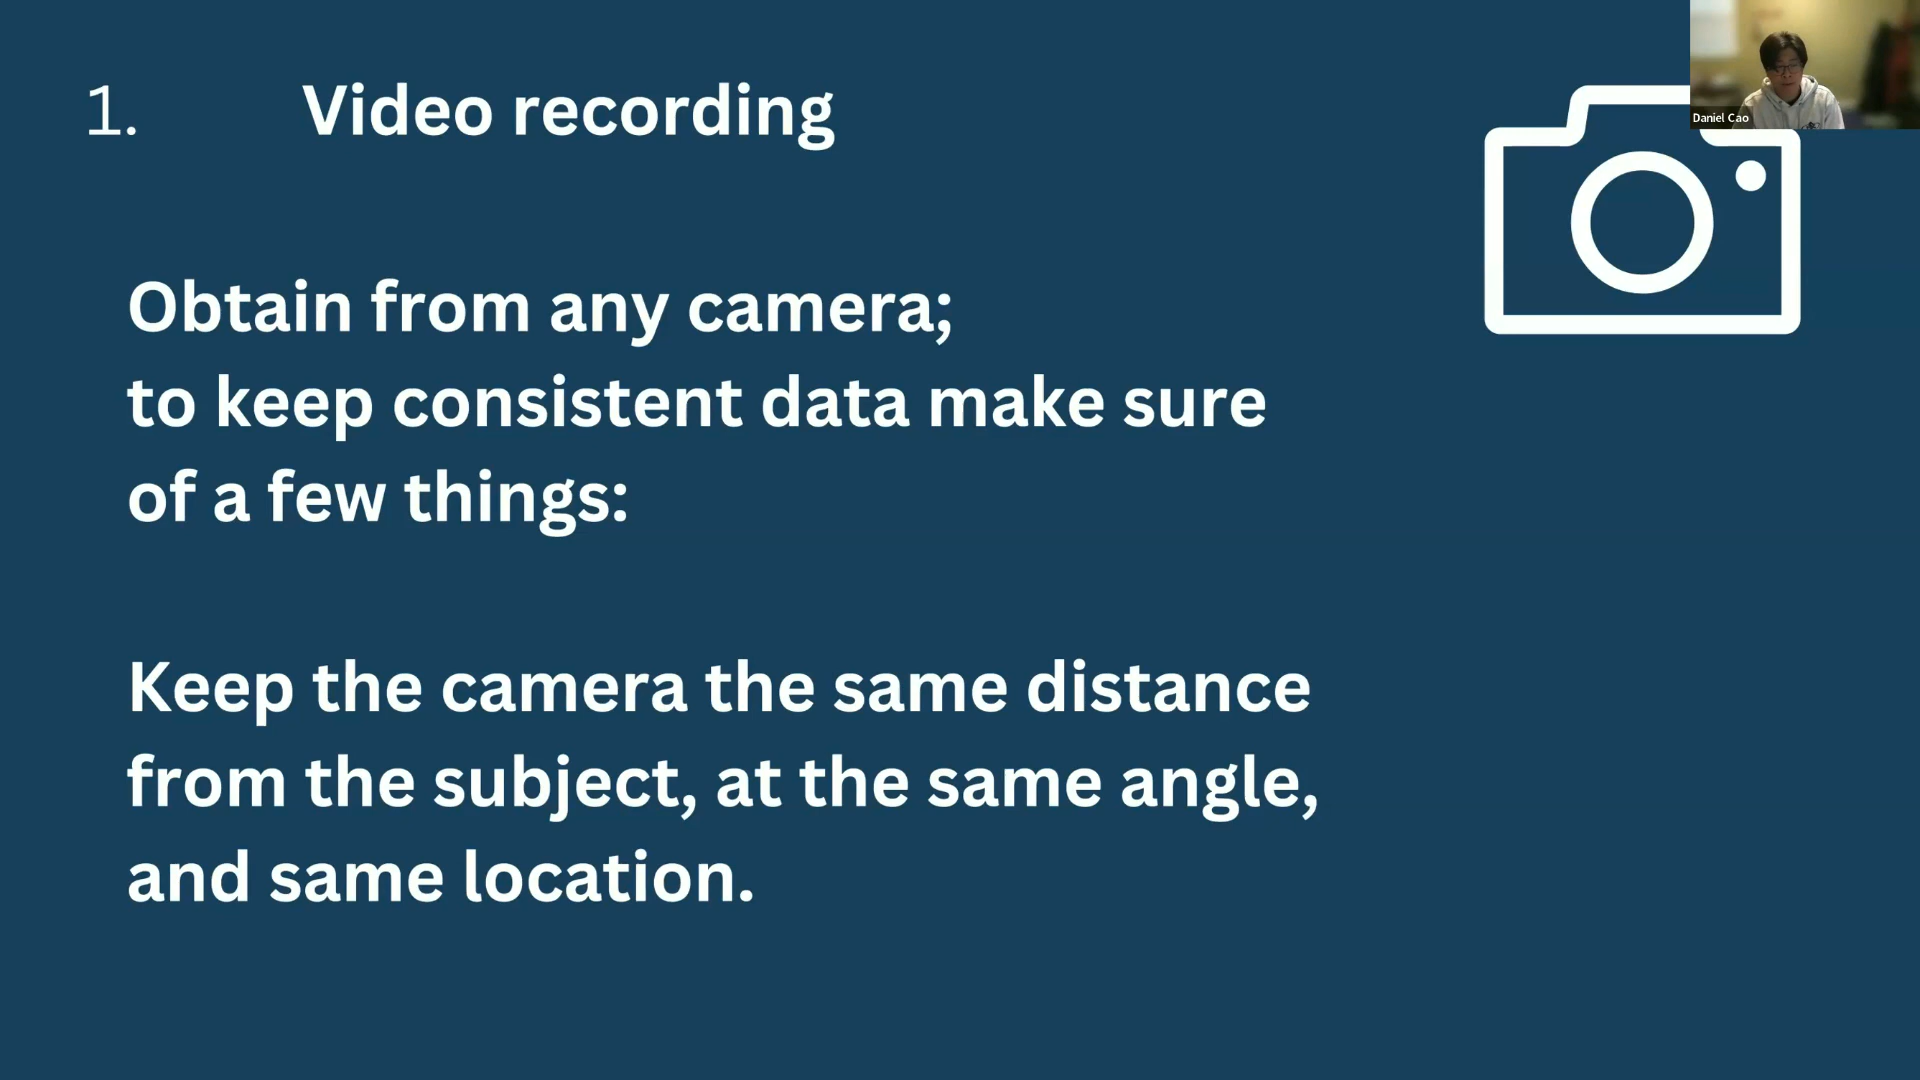 1. Video recording
Obtain from any camera;
to keep consistent data make sure
of a few things:
Keep the camera the same distance
from the subject, at the same angle,
and same location.
Daniel Cao